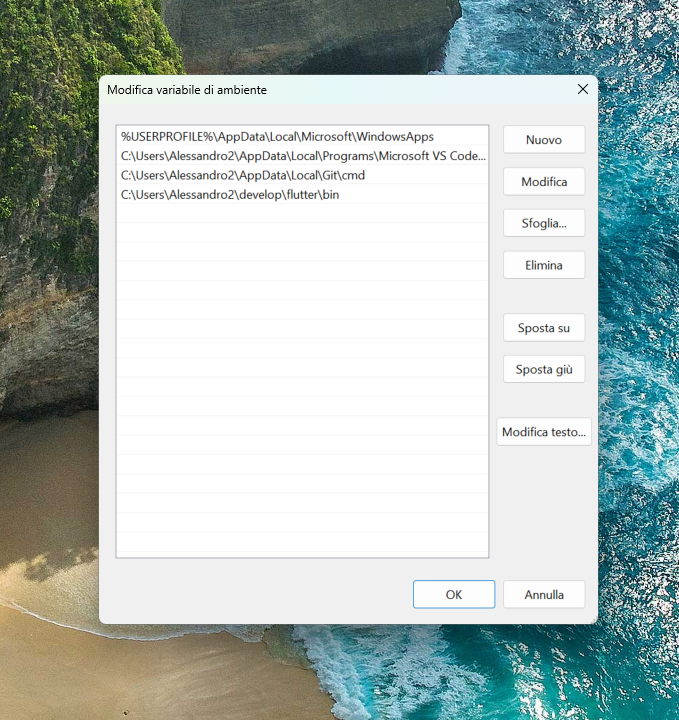 Modifica variabile di ambiente
%USERPROFILE%\AppData\Local\Microsoft\WindowsApps
C:\Users\Alessandro2\AppData\Local\Programs\Microsoft VS Code...
C:\Users\Alessandro2\AppData\Local\Git\cmd
C:\Users\Alessandro2\develop\flutter\bin
Nuovo
Modifica
Sfoglia...
Elimina
Sposta su
Sposta giù
Modifica testo...
OK
Annulla